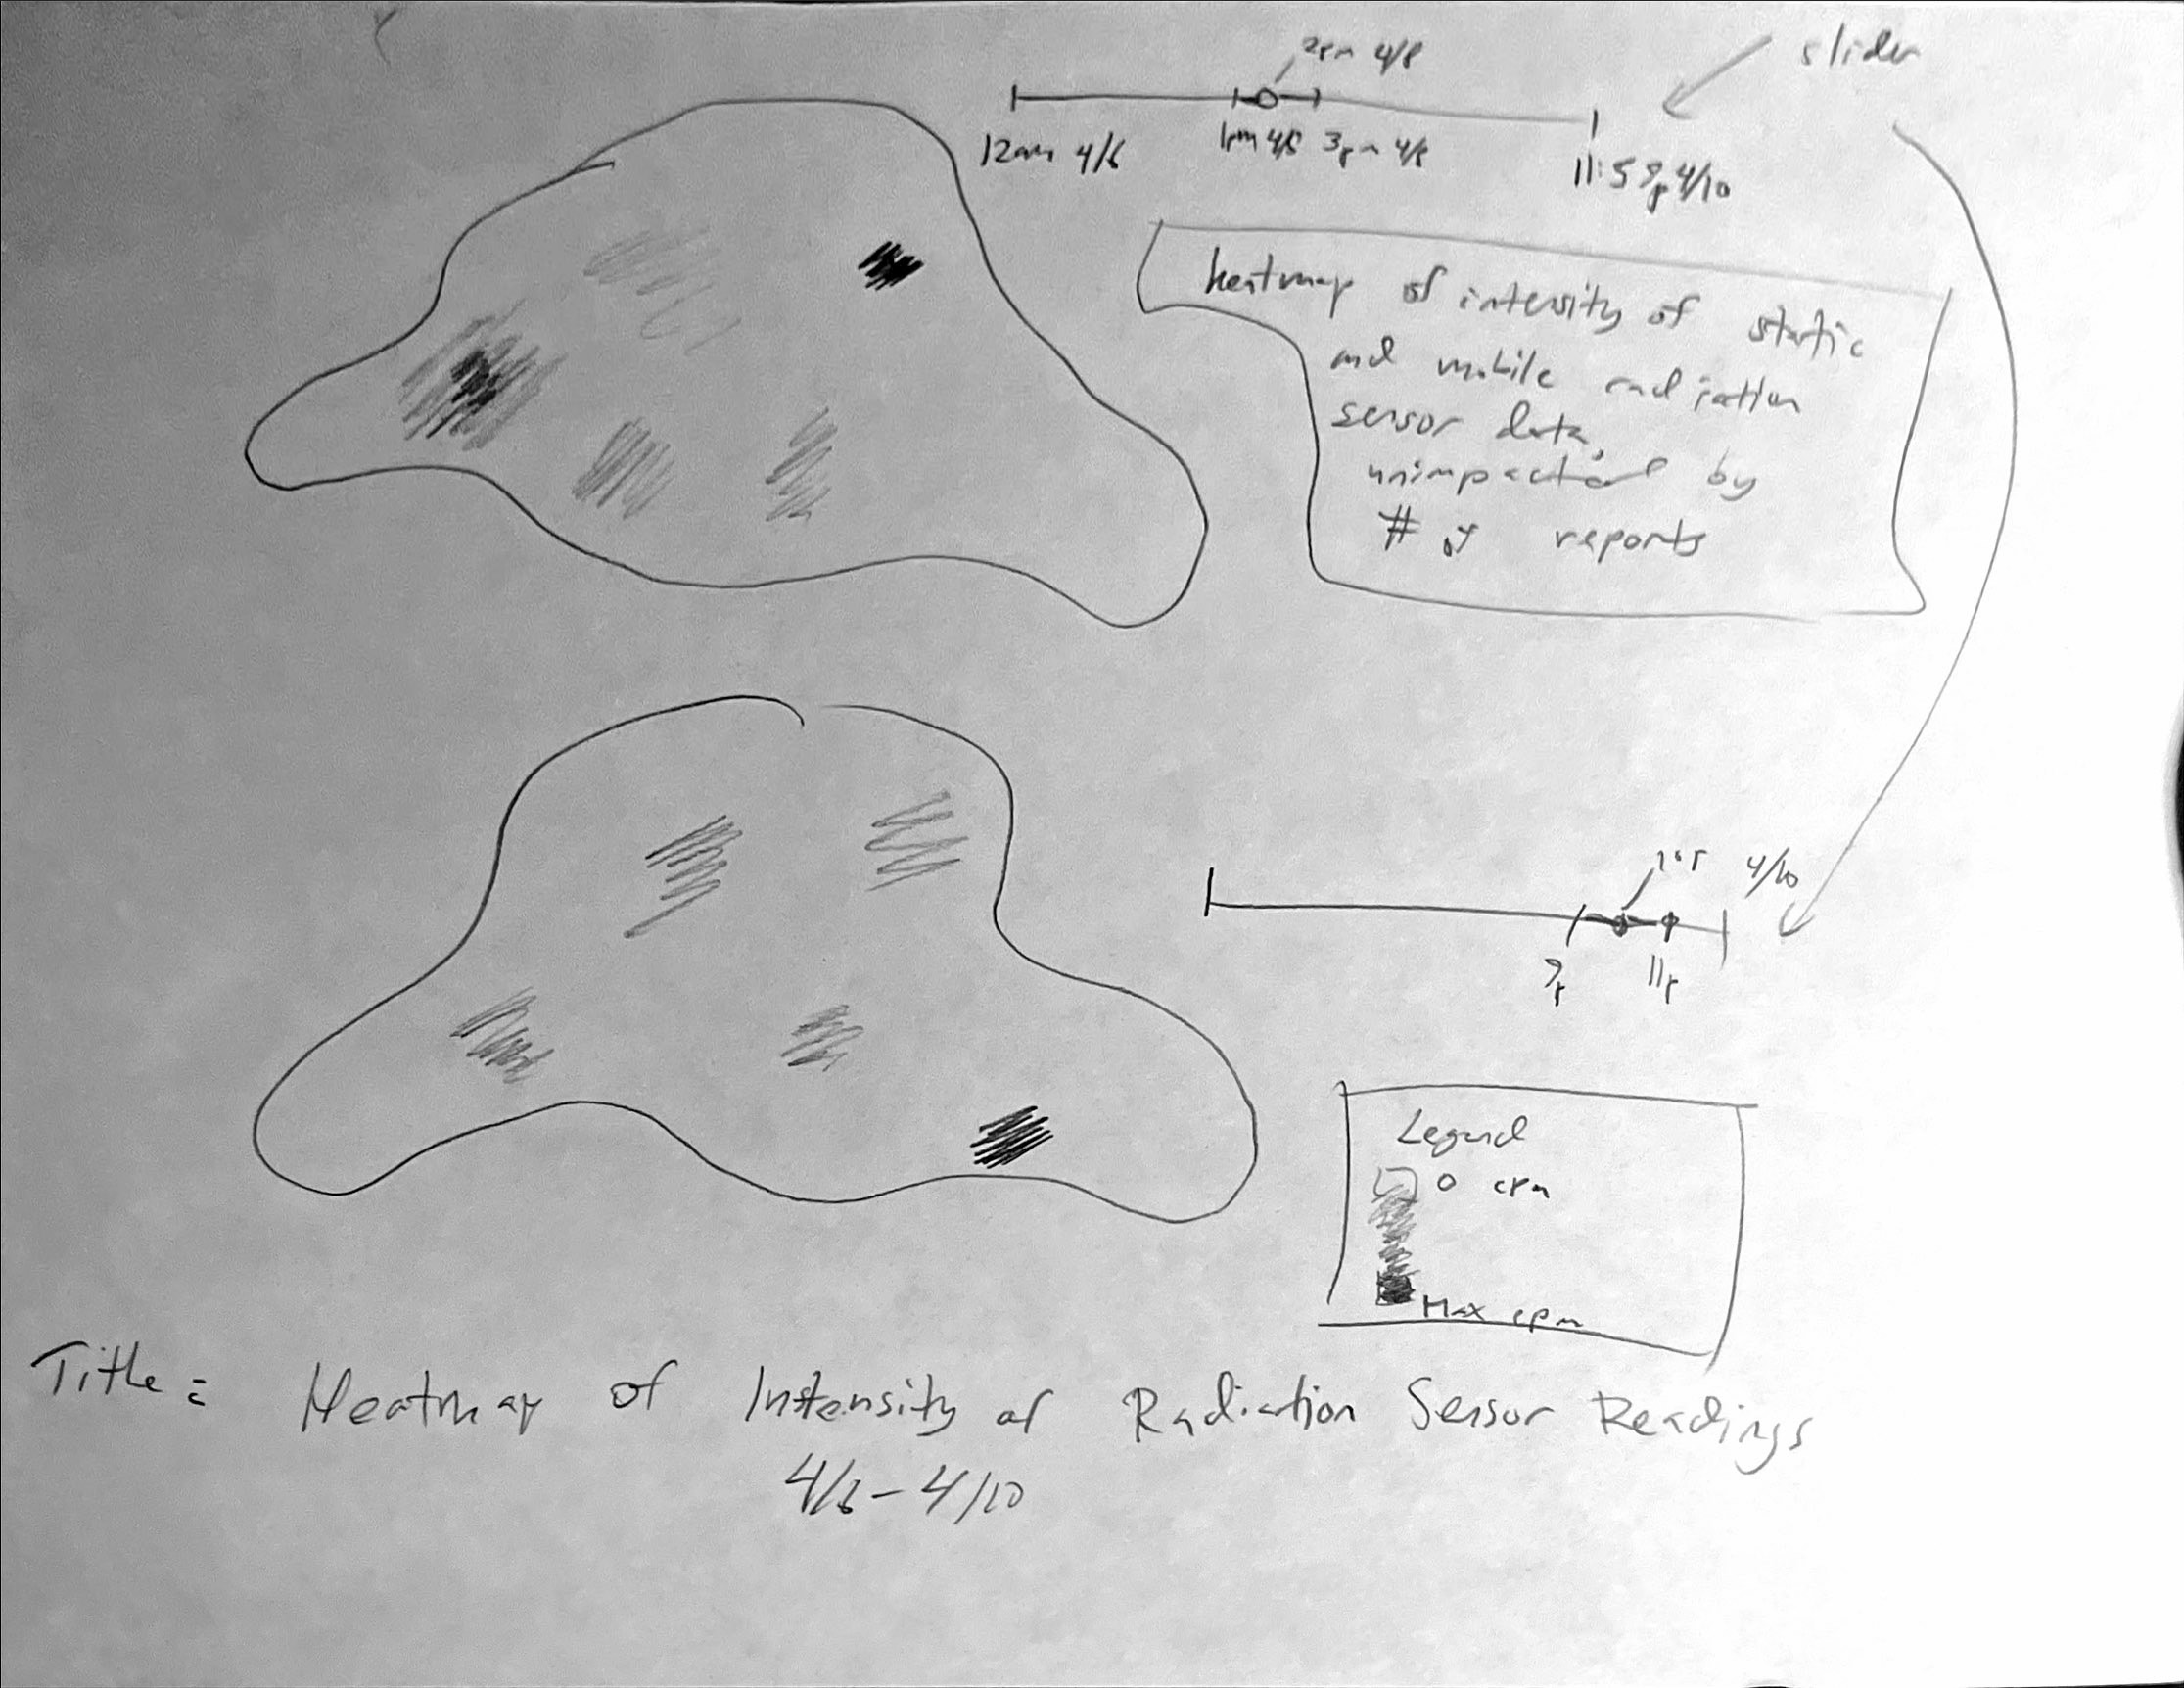 slider
2pm 4/8
12am 4/6
1pm 4/8 3pm 4/8
11:59p 4/10
heatmap of intensity of static
and mobile radiation
sensor data,
unimpacted by
# of reports
10p 4/10
9p
11p
Legend
0 cpm
Max cpm
Title: Heatmap of Instensity of Radiation Sensor Readings
4/6 - 4/10